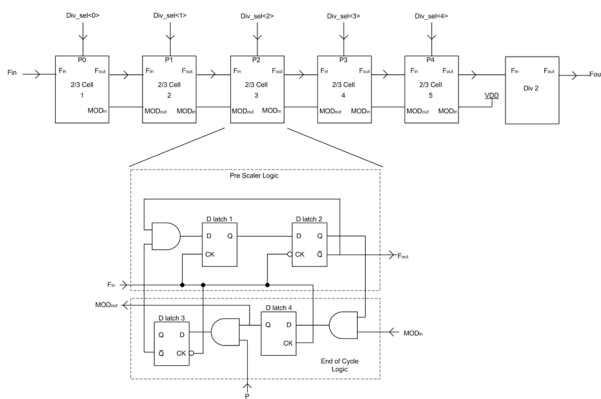 Div_sel<0> Div_sel<1> Div_sel<2> Div_sel<3> Div_sel<4>
P0 P1 P2 P3 P4
Fin Fin Fout Fin Fout Fin Fout Fin Fout Fin Fout Fin Fout Fou
2/3 Cell 2/3 Cell 2/3 Cell 2/3 Cell 2/3 Cell Div 2
1 2 3 4 5
MODin MODout MODin MODout MODin MODout MODin MODout MODin VDD
Pre Scaler Logic
D latch 1 D latch 2
D Q D Q
CK CK Q
Fout
Fin
MODout
D latch 3 D latch 4
Q D Q D MODin
Q CK CK
End of Cycle
Logic
P